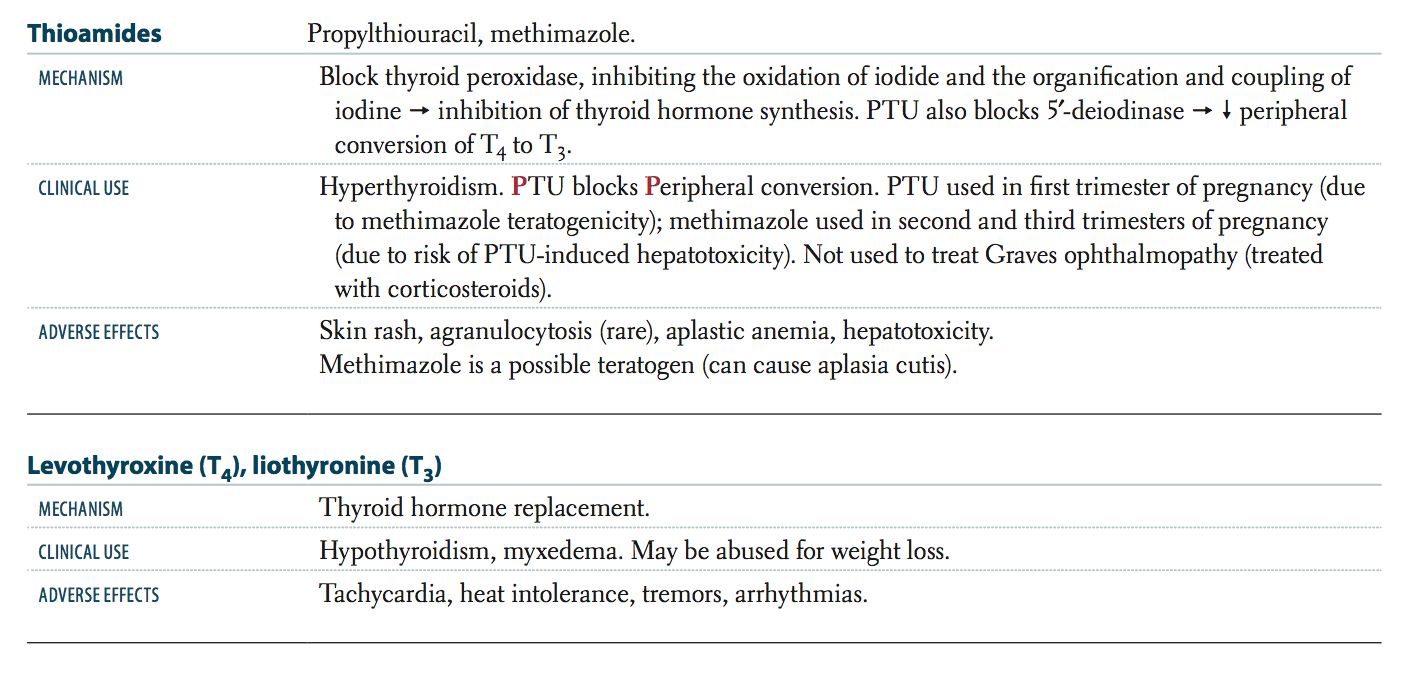 Thioamides Propylthiouracil, methimazole.
MECHANISM Block thyroid peroxidase, inhibiting the oxidation of iodide and the organification and coupling of
iodine → inhibition of thyroid hormone synthesis. PTU also blocks 5′-deiodinase → ↓ peripheral
conversion of T4 to T3.
CLINICAL USE Hyperthyroidism. PTU blocks Peripheral conversion. PTU used in first trimester of pregnancy (due
to methimazole teratogenicity); methimazole used in second and third trimesters of pregnancy
(due to risk of PTU-induced hepatotoxicity). Not used to treat Graves ophthalmopathy (treated
with corticosteroids).
ADVERSE EFFECTS Skin rash, agranulocytosis (rare), aplastic anemia, hepatotoxicity.
Methimazole is a possible teratogen (can cause aplasia cutis).
Levothyroxine (T4), liothyronine (T3)
MECHANISM Thyroid hormone replacement.
CLINICAL USE Hypothyroidism, myxedema. May be abused for weight loss.
ADVERSE EFFECTS Tachycardia, heat intolerance, tremors, arrhythmias.